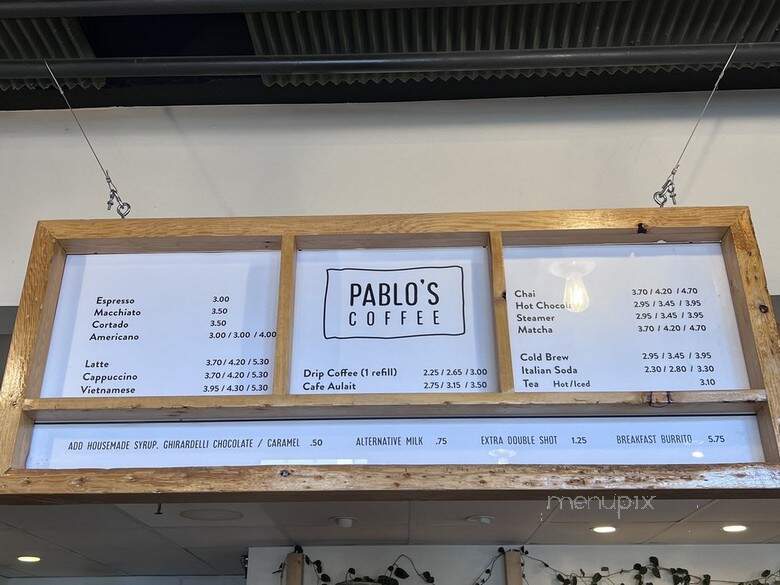 Espresso 3.00
Macchiato 3.50
Cortado 3.50
Americano 3.00 / 3.00 / 4.00
Latte 3.70 / 4.20 / 5.30
Cappuccino 3.70 / 4.20 / 5.30
Vietnamese 3.95 / 4.30 / 5.30
PABLO'S
COFFEE
Drip Coffee (1 refill) 2.25 / 2.65 / 3.00
Cafe Aulait 2.75 / 3.15 / 3.50
Chai 3.70 / 4.20 / 4.70
Hot 2.95 / 3.45 / 3.95
Steamer 2.95 / 3.45 / 3.95
Matcha 3.70 / 4.20 / 4.70
Cold Brew 2.95 / 3.45 / 3.95
Italian Soda 2.30 / 2.80 / 3.30
Tea Hot/Iced 3.10
ADD HOUSEMADE SYRUP, GHIRARDELLI CHOCOLATE / CARAMEL .50 ALTERNATIVE MILK .75 EXTRA DOUBLE SHOT 1.25 BREAKFAST BURRITO 5.75
menupix